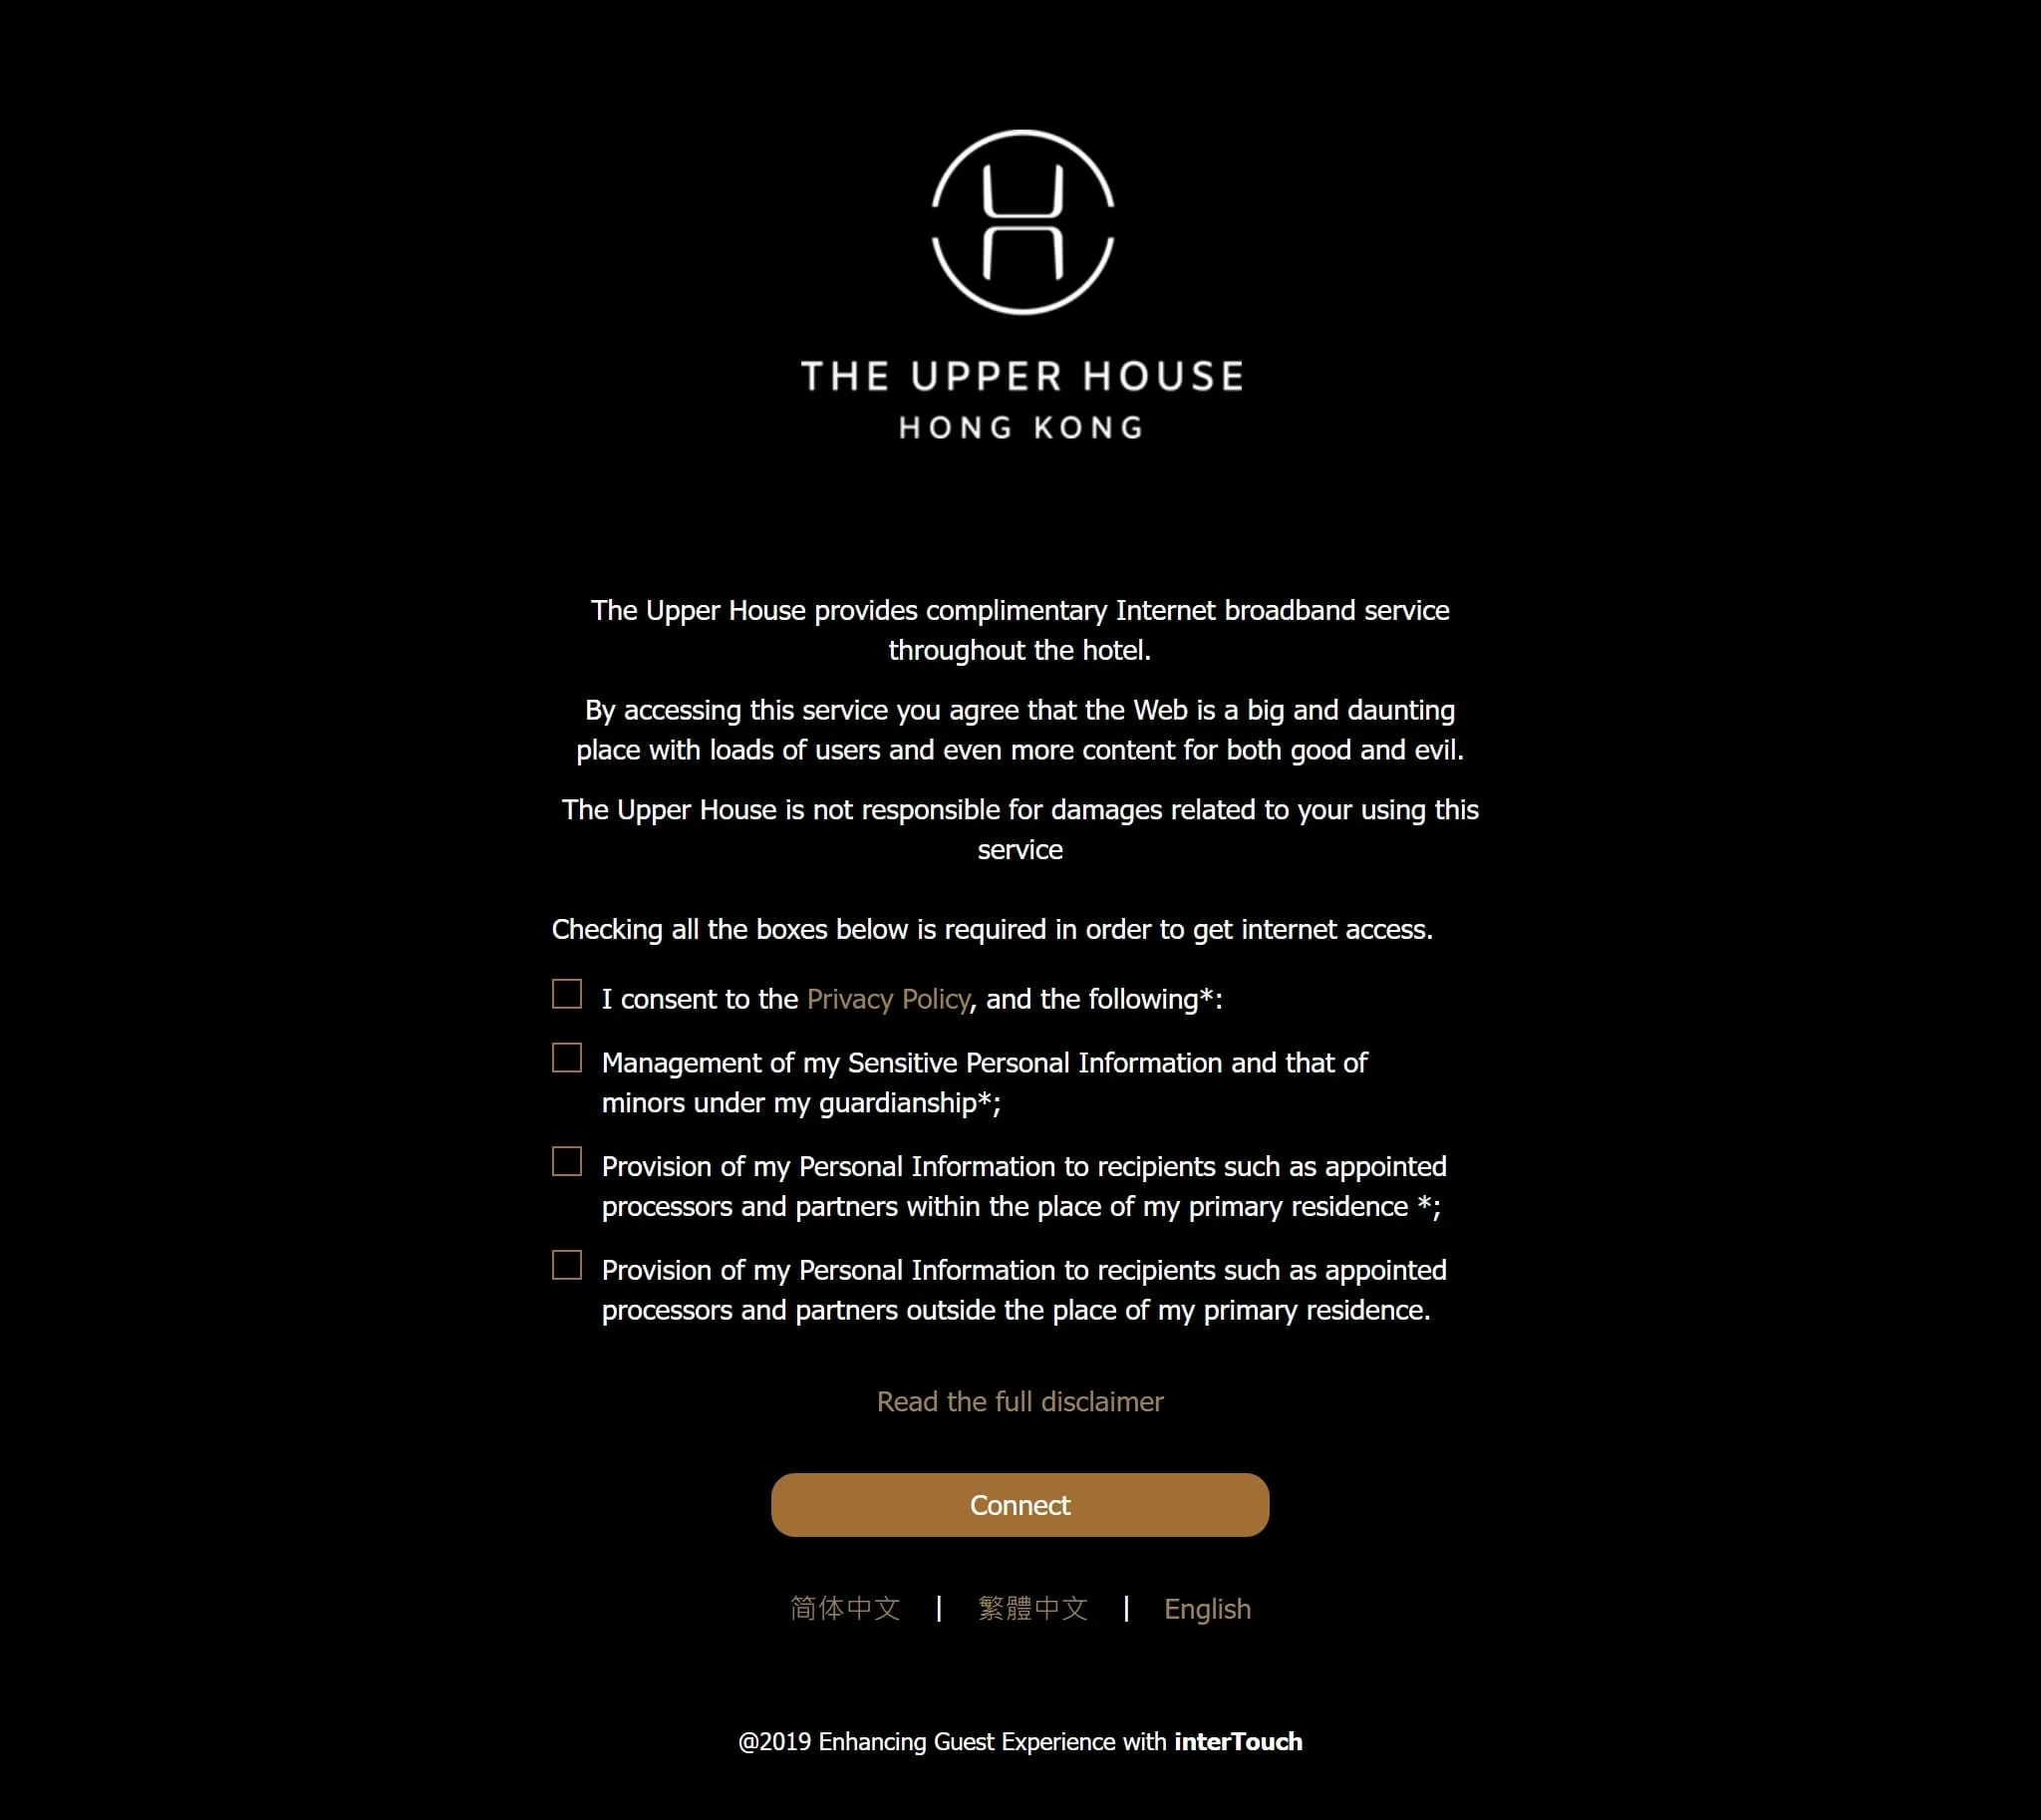 THE UPPER HOUSE
HONG KONG
The Upper House provides complimentary Internet broadband service
throughout the hotel.
By accessing this service you agree that the Web is a big and daunting
place with loads of users and even more content for both good and evil.
The Upper House is not responsible for damages related to your using this
service
Checking all the boxes below is required in order to get internet access.
I consent to the Privacy Policy, and the following*:
Management of my Sensitive Personal Information and that of
minors under my guardianship*;
Provision of my Personal Information to recipients such as appointed
processors and partners within the place of my primary residence *;
Provision of my Personal Information to recipients such as appointed
processors and partners outside the place of my primary residence.
Read the full disclaimer
Connect
简体中文 | 繁體中文 | English
@2019 Enhancing Guest Experience with interTouch